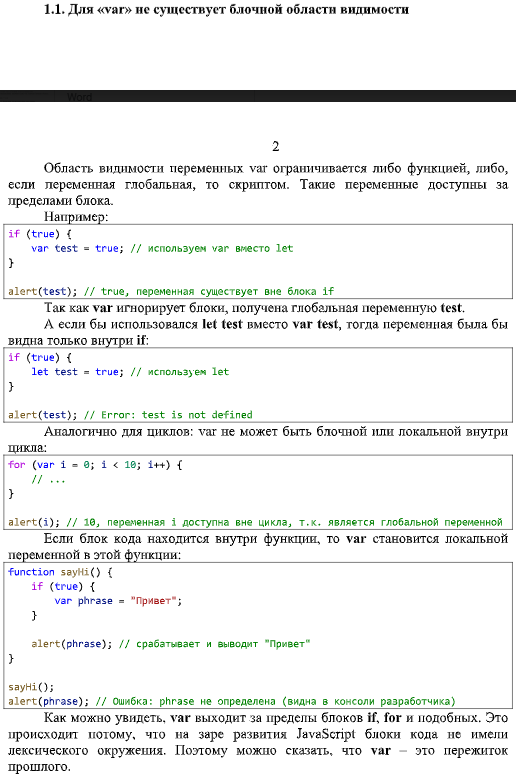 1.1. Для «var» не существует блочной области видимости
Word
2
Область видимости переменных var ограничивается либо функцией, либо,
если переменная глобальная, то скриптом. Такие переменные доступны за
пределами блока.
Например:
if (true) {
    var test = true; // используем var вместо let
}

alert(test); // true, переменная существует вне блока if
Так как var игнорирует блоки, получена глобальная переменную test.
А если бы использовался let test вместо var test, тогда переменная была бы
видна только внутри if:
if (true) {
    let test = true; // используем let
}

alert(test); // Error: test is not defined
Аналогично для циклов: var не может быть блочной или локальной внутри
цикла:
for (var i = 0; i < 10; i++) {
    // ...
}

alert(i); // 10, переменная i доступна вне цикла, т.к. является глобальной переменной
Если блок кода находится внутри функции, то var становится локальной
переменной в этой функции:
function sayHi() {
    if (true) {
        var phrase = "Привет";
    }

    alert(phrase); // срабатывает и выводит "Привет"
}

sayHi();
alert(phrase); // Ошибка: phrase не определена (видна в консоли разработчика)
Как можно увидеть, var выходит за пределы блоков if, for и подобных. Это
происходит потому, что на заре развития JavaScript блоки кода не имели
лексического окружения. Поэтому можно сказать, что var – это пережиток
прошлого.